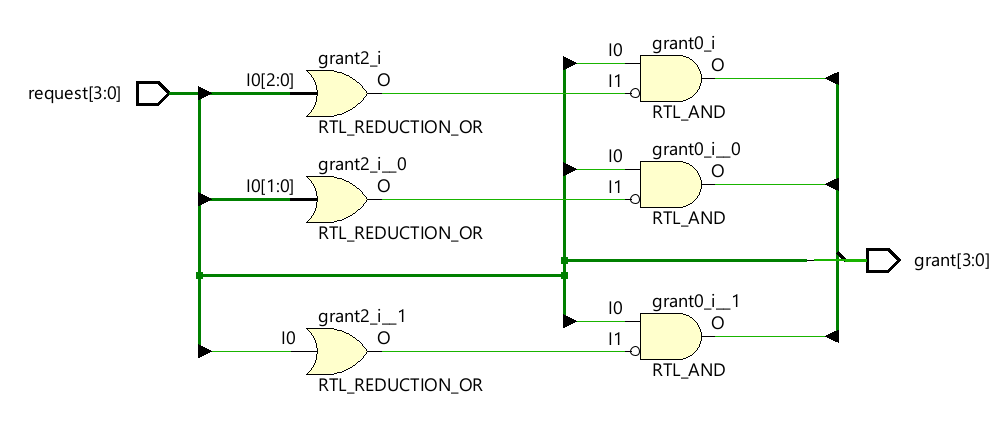 request[3:0]
grant2_i
I0[2:0]
O
RTL_REDUCTION_OR
grant2_i__0
I0[1:0]
O
RTL_REDUCTION_OR
grant2_i__1
I0
O
RTL_REDUCTION_OR
grant0_i
I0
I1
O
RTL_AND
grant0_i__0
I0
I1
O
RTL_AND
grant0_i__1
I0
I1
O
RTL_AND
grant[3:0]